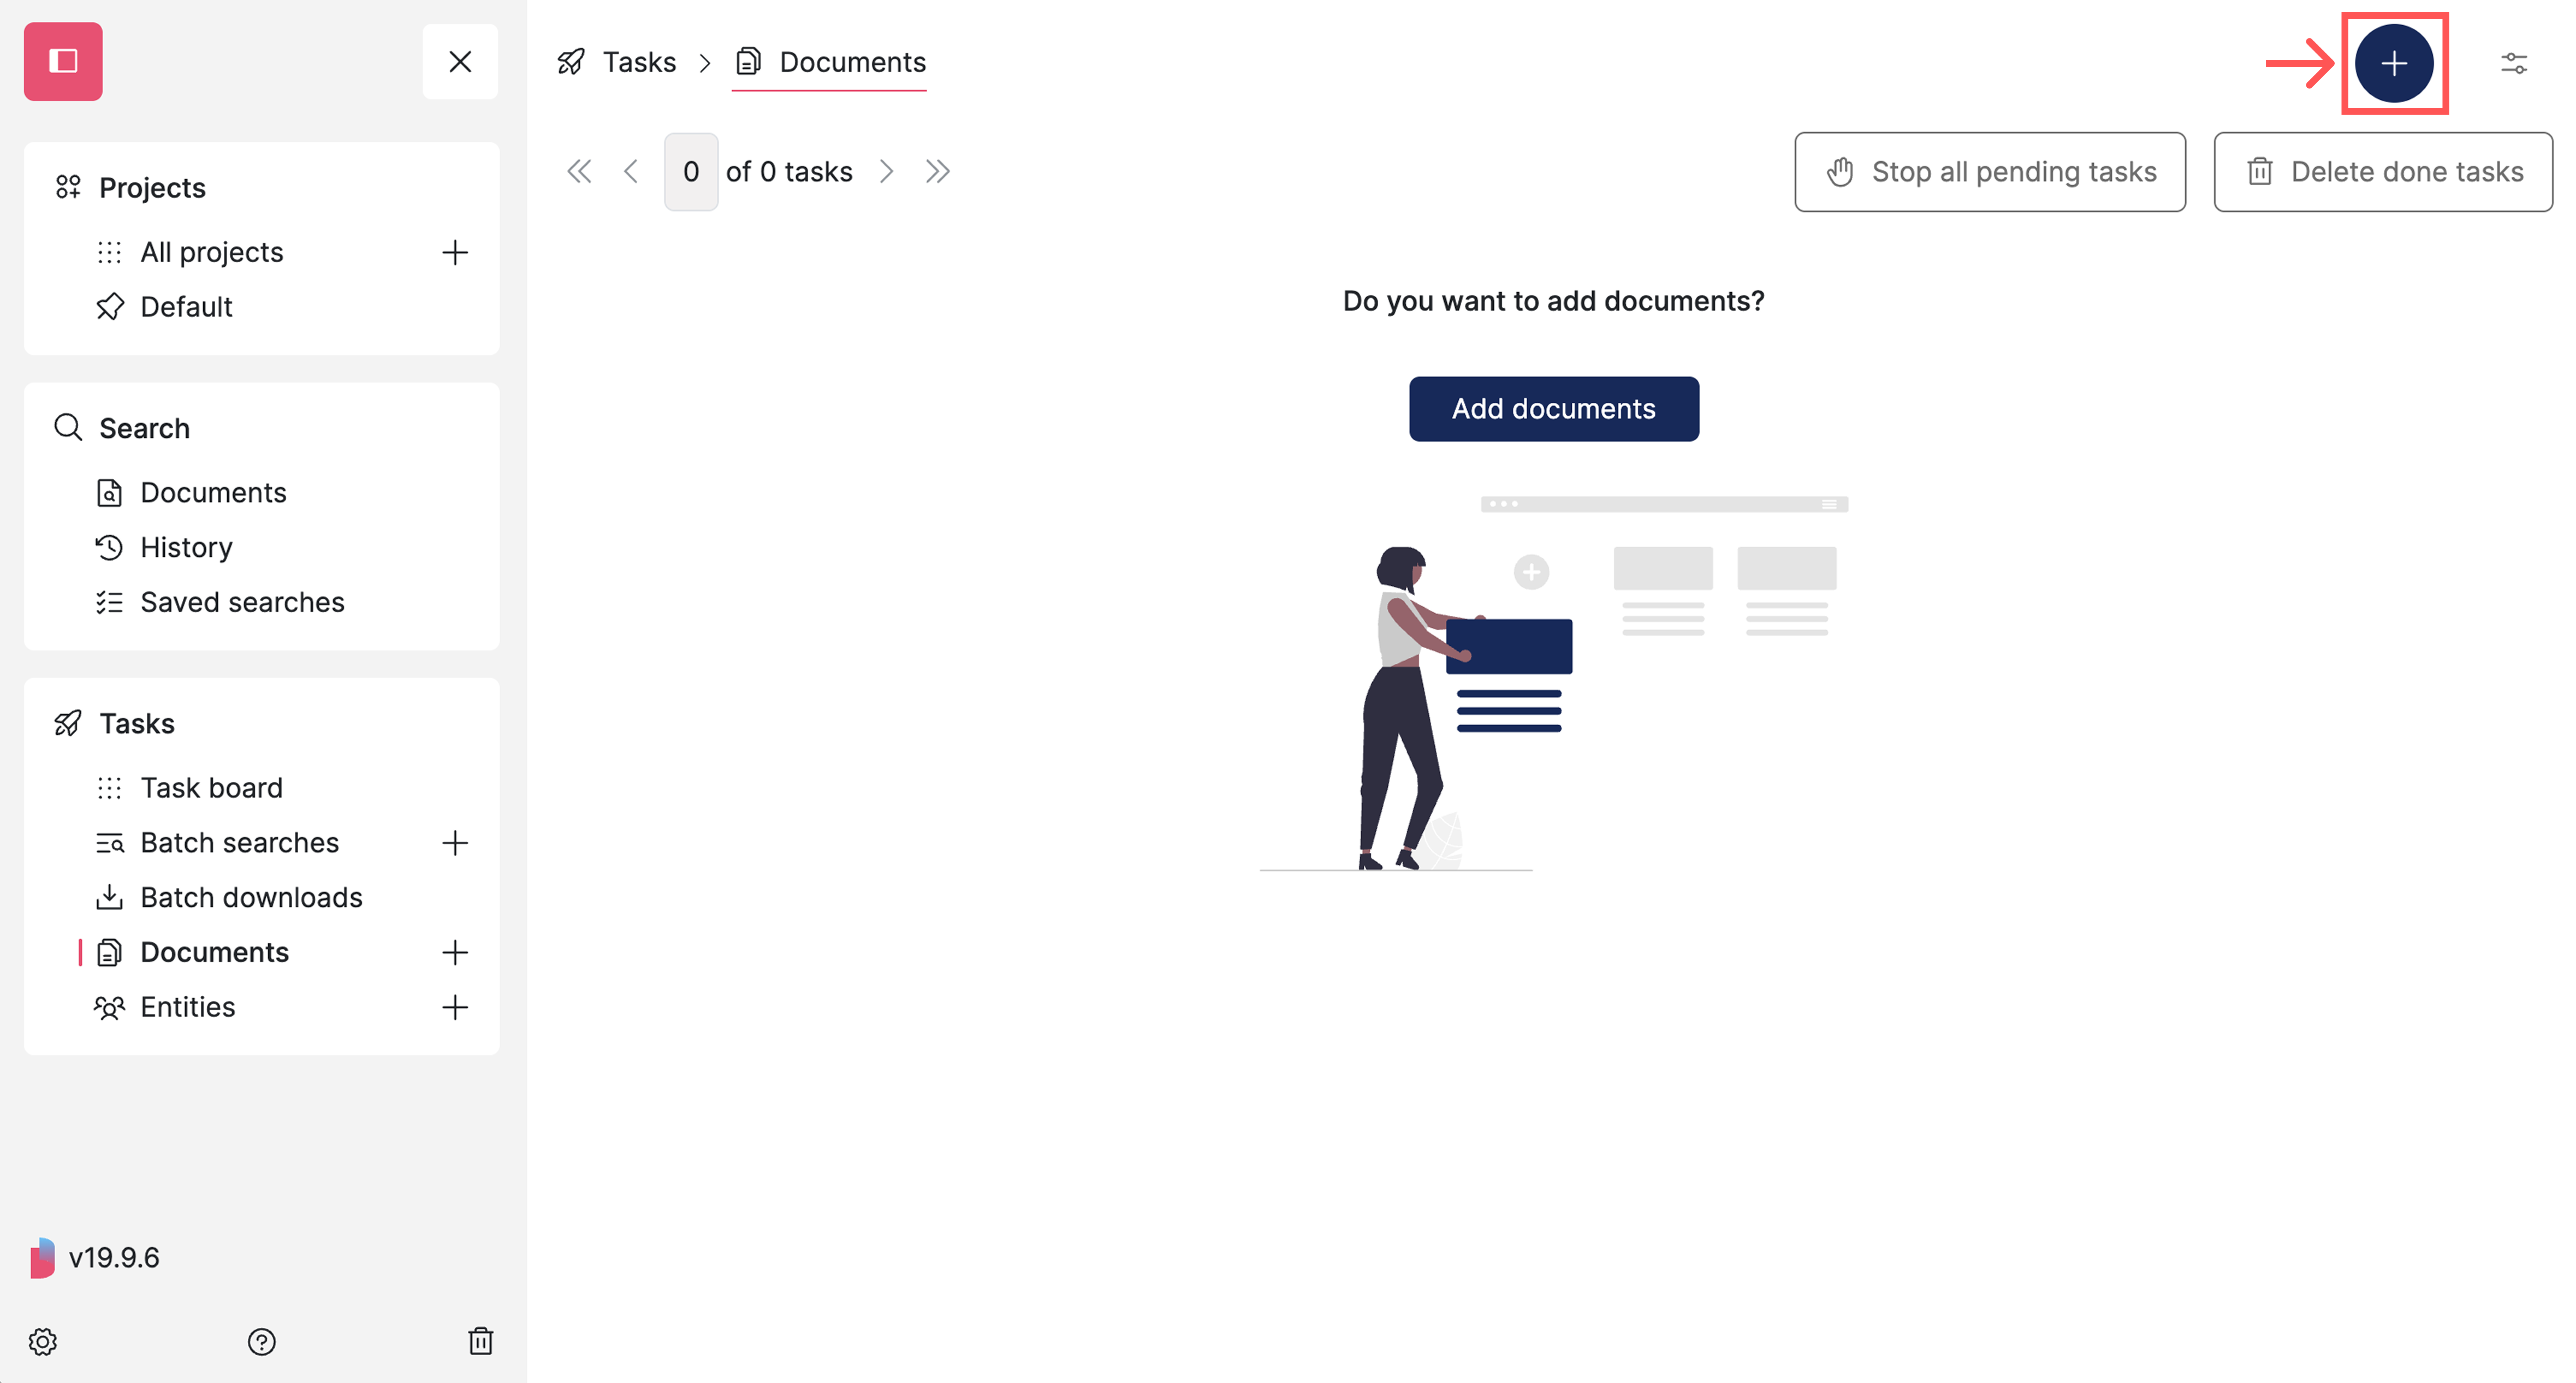 Projects
All projects
Default
Search
Documents
History
Saved searches
Tasks
Task board
Batch searches
Batch downloads
Documents
Entities
v19.9.6
Tasks > Documents
0 of 0 tasks
Stop all pending tasks
Delete done tasks
Do you want to add documents?
Add documents